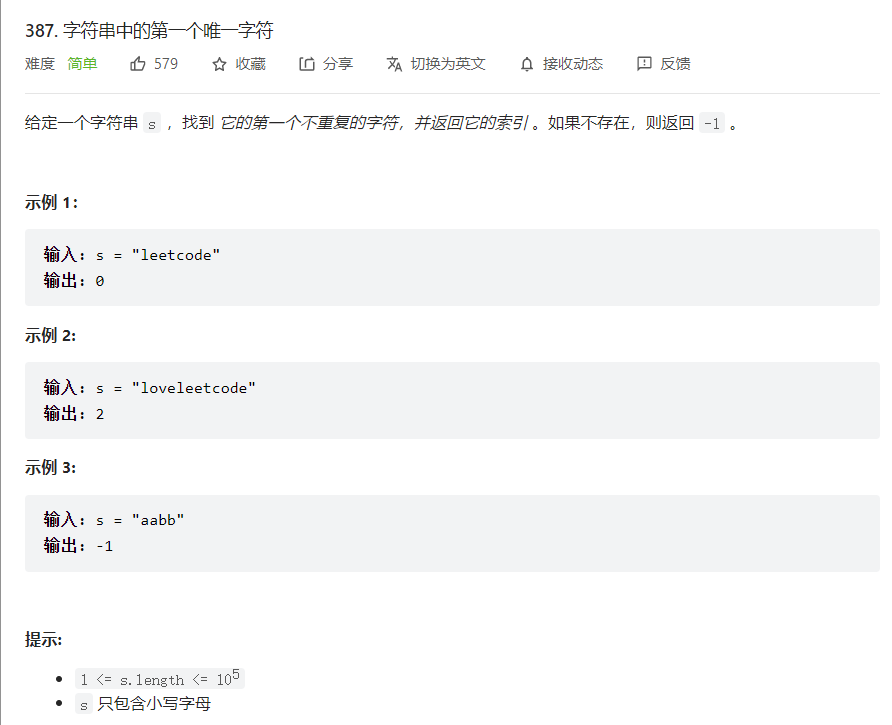 387. 字符串中的第一个唯一字符
难度 简单 579 收藏 分享 切换为英文 接收动态 反馈
给定一个字符串 s ，找到 它的第一个不重复的字符，并返回它的索引 。如果不存在，则返回 -1 。
示例 1：
输入：s = "leetcode"
输出：0
示例 2:
输入：s = "loveleetcode"
输出：2
示例 3:
输入：s = "aabb"
输出：-1
提示:
• 1 <= s.length <= 10⁵
• s 只包含小写字母